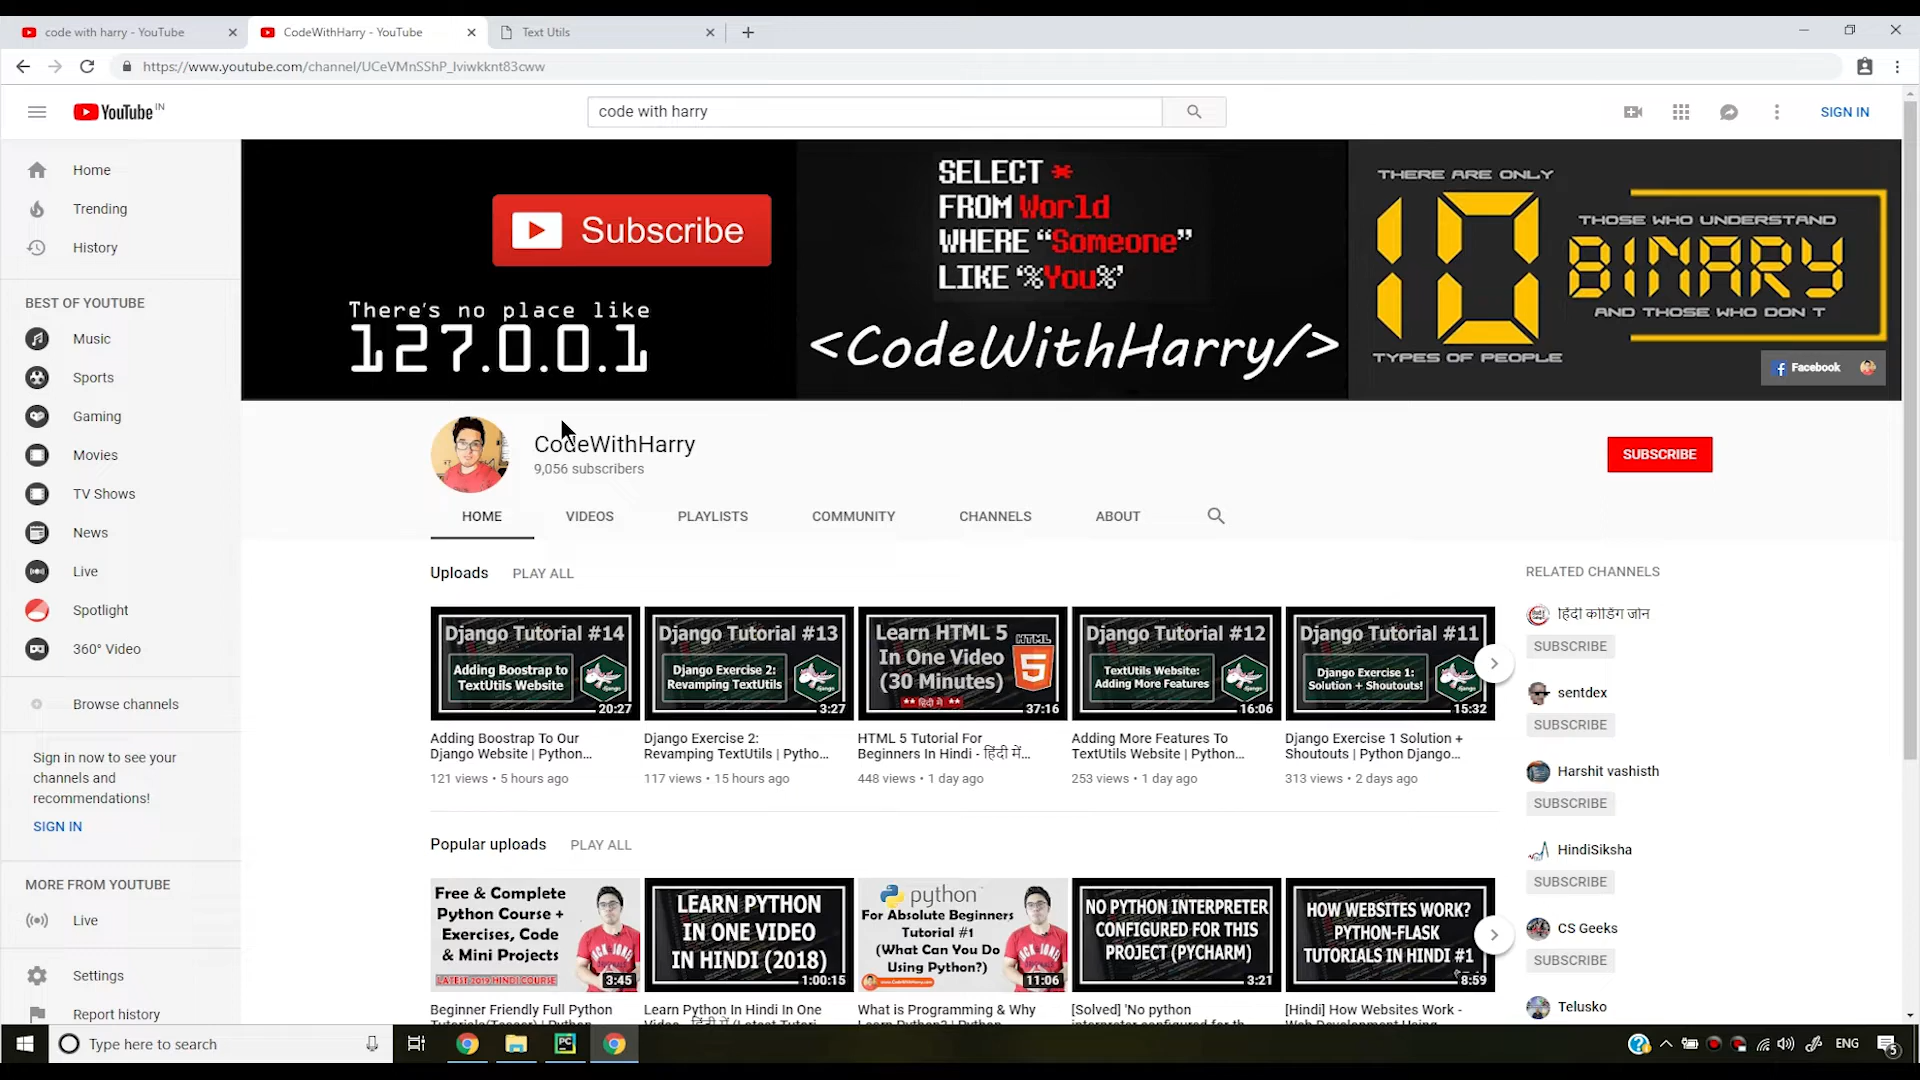 code with harry - YouTube
CodeWithHarry - YouTube
Text Utils
https://www.youtube.com/channel/UCeVMnSShP_Iviwkknt83cww
YouTube IN
code with harry
SIGN IN
Home
Trending
History
BEST OF YOUTUBE
Music
Sports
Gaming
Movies
TV Shows
News
Live
Spotlight
360° Video
Browse channels
Sign in now to see your
channels and
recommendations!
SIGN IN
MORE FROM YOUTUBE
Live
Settings
Report history
Subscribe
There's no place like
127.0.0.1
SELECT *
FROM World
WHERE “Someone”
LIKE ‘%You%’
<CodeWithHarry/>
THERE ARE ONLY
10
TYPES OF PEOPLE
THOSE WHO UNDERSTAND
BINARY
AND THOSE WHO DON'T
Facebook
CodeWithHarry
9,056 subscribers
SUBSCRIBE
HOME
VIDEOS
PLAYLISTS
COMMUNITY
CHANNELS
ABOUT
Uploads
PLAY ALL
Django Tutorial #14
Adding Boostrap to
TextUtils Website
django
20:27
Adding Boostrap To Our
Django Website | Python...
121 views • 5 hours ago
Django Tutorial #13
Django Exercise 2:
Revamping TextUtils
django
3:27
Django Exercise 2:
Revamping TextUtils | Pytho...
117 views • 15 hours ago
Learn HTML 5
In One Video
(30 Minutes)
** हिंदी में **
HTML
5
37:16
HTML 5 Tutorial For
Beginners In Hindi - हिंदी में...
448 views • 1 day ago
Django Tutorial #12
TextUtils Website:
Adding More Features
django
16:06
Adding More Features To
TextUtils Website | Python...
253 views • 1 day ago
Django Tutorial #11
Django Exercise 1:
Solution + Shoutouts!
15:32
Django Exercise 1 Solution +
Shoutouts | Python Django...
313 views • 2 days ago
Popular uploads
PLAY ALL
Free & Complete
Python Course +
Exercises, Code
& Mini Projects
LATEST 2019 HINDI COURSE
3:45
Beginner Friendly Full Python
LEARN PYTHON
IN ONE VIDEO
IN HINDI (2018)
1:00:15
Learn Python In Hindi In One
python
For Absolute Beginners
Tutorial #1
(What Can You Do
Using Python?)
11:06
What is Programming & Why
NO PYTHON INTERPRETER
CONFIGURED FOR THIS
PROJECT (PYCHARM)
3:21
[Solved] 'No python
HOW WEBSITES WORK?
PYTHON-FLASK
TUTORIALS IN HINDI #1
8:59
[Hindi] How Websites Work -
RELATED CHANNELS
हिंदी कोडिंग जोन
SUBSCRIBE
sentdex
SUBSCRIBE
Harshit vashisth
SUBSCRIBE
HindiSiksha
SUBSCRIBE
CS Geeks
SUBSCRIBE
Telusko
Type here to search
PC
ENG
5